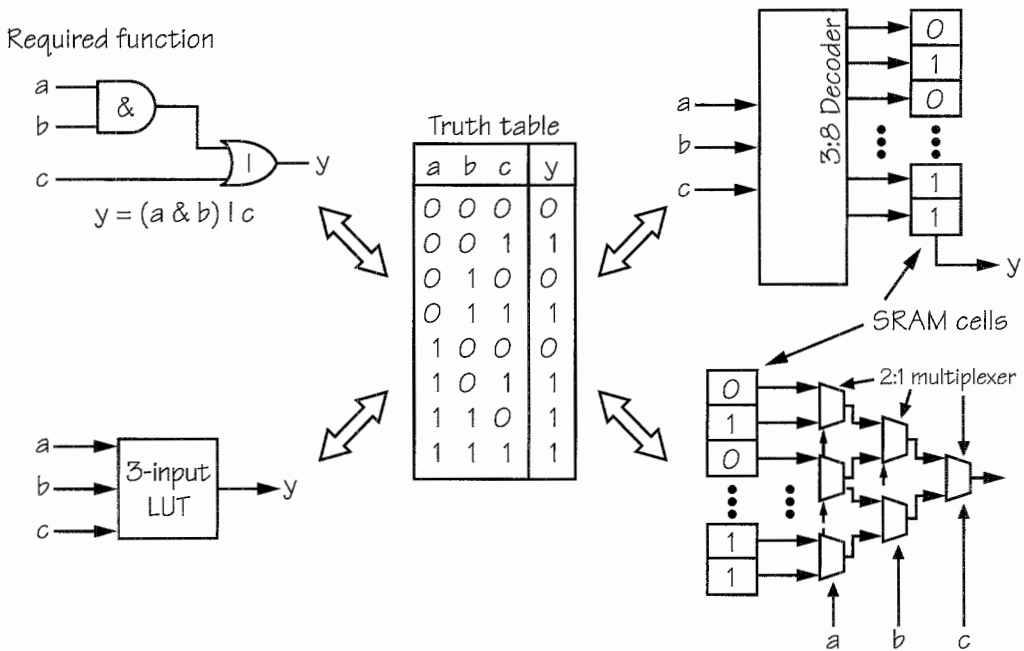 Required function
a
b
&
c
|
y
y = (a & b) | c
Truth table
a b c y
0 0 0 0
0 0 1 1
0 1 0 0
0 1 1 1
1 0 0 0
1 0 1 1
1 1 0 1
1 1 1 1
a
b
c
3:8 Decoder
0
1
0
1
1
y
SRAM cells
a
b
c
3-input
LUT
y
0
1
0
1
1
2:1 multiplexer
a b c